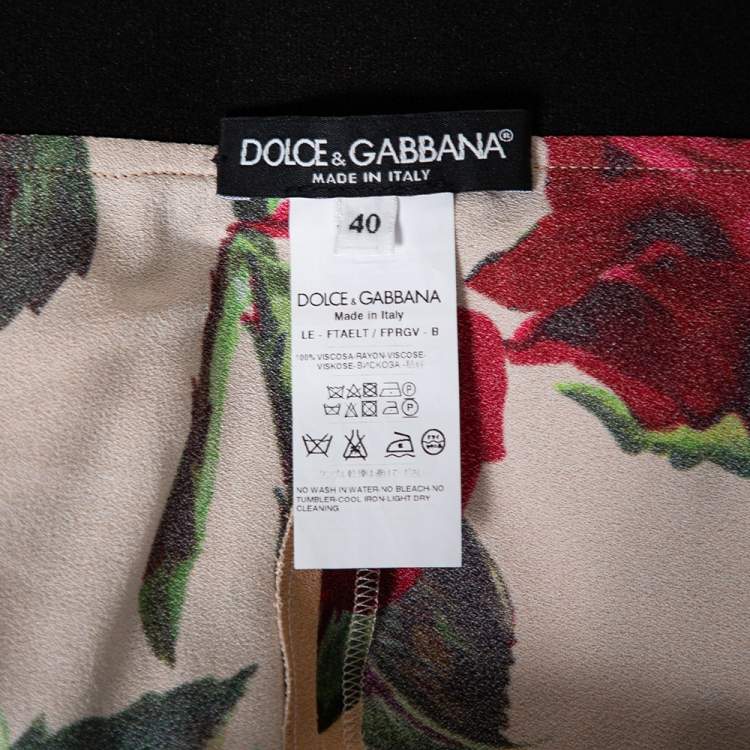 DOLCE & GABBANA®
MADE IN ITALY
40
DOLCE & GABBANA
Made in Italy
LE - FTAELT / FPRGV - B
100% VISCOSA-RAYON-VISCOSE-
VISKOSE-ВИСКОЗА
NO WASH IN WATER-NO BLEACH-NO
TUMBLER-COOL IRON-LIGHT DRY
CLEANING